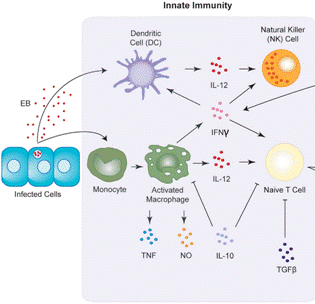 Innate Immunity
Dendritic
Cell (DC)
Natural Killer
(NK) Cell
IL-12
EB
IFNγ
Infected Cells
Monocyte
Activated
Macrophage
IL-12
Naive T Cell
TNF
NO
IL-10
TGFβ